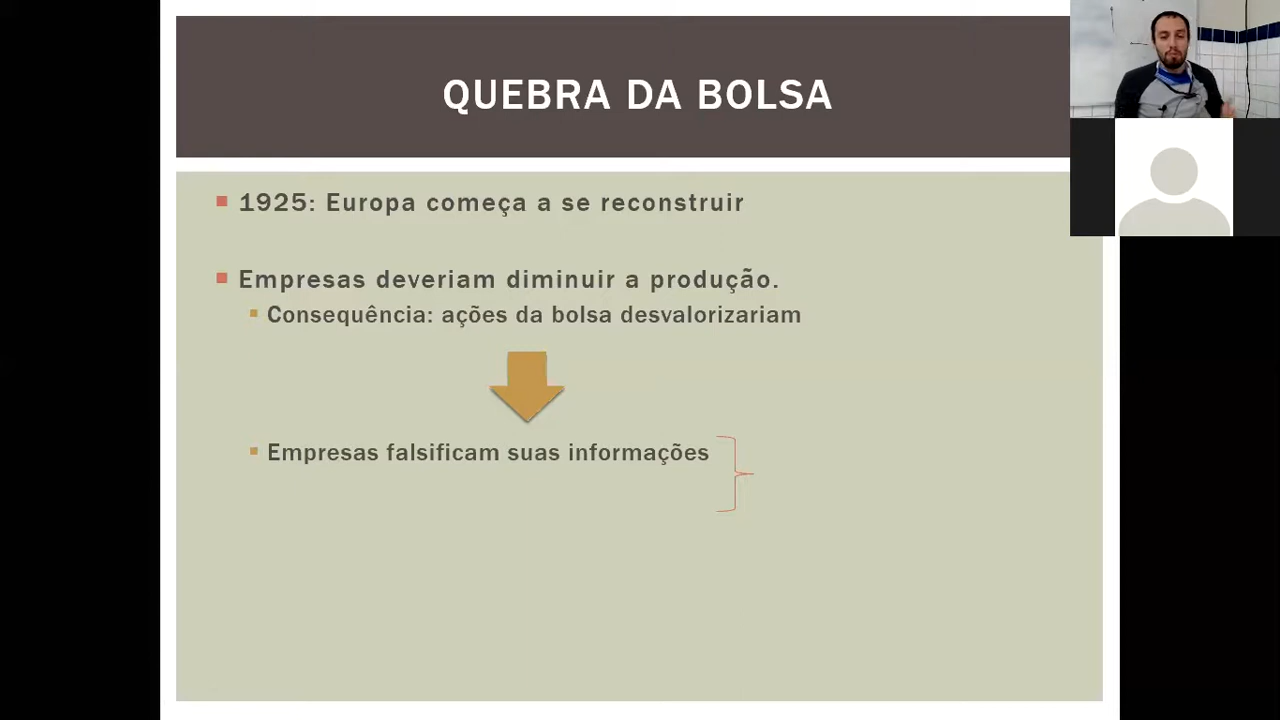 QUEBRA DA BOLSA
1925: Europa começa a se reconstruir
Empresas deveriam diminuir a produção.
Consequência: ações da bolsa desvalorizariam
Empresas falsificam suas informações